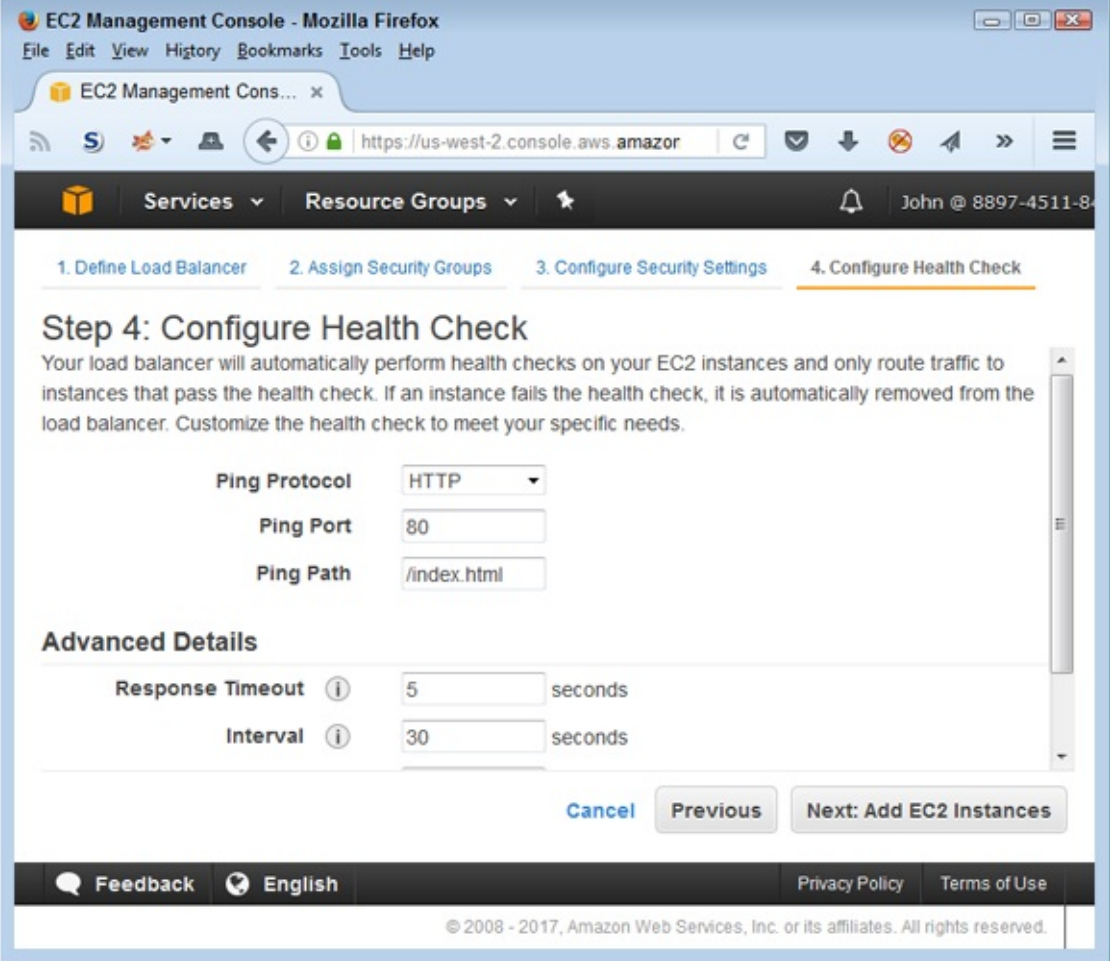 EC2 Management Console - Mozilla Firefox
File Edit View History Bookmarks Tools Help
EC2 Management Cons... ×
https://us-west-2.console.aws.amazor
Services Resource Groups John @ 8897-4511-84
1. Define Load Balancer 2. Assign Security Groups 3. Configure Security Settings 4. Configure Health Check
Step 4: Configure Health Check
Your load balancer will automatically perform health checks on your EC2 instances and only route traffic to
instances that pass the health check. If an instance fails the health check, it is automatically removed from the
load balancer. Customize the health check to meet your specific needs.
Ping Protocol HTTP
Ping Port 80
Ping Path /index.html
Advanced Details
Response Timeout i 5 seconds
Interval i 30 seconds
Cancel Previous Next: Add EC2 Instances
Feedback English Privacy Policy Terms of Use
© 2008 - 2017, Amazon Web Services, Inc. or its affiliates. All rights reserved.